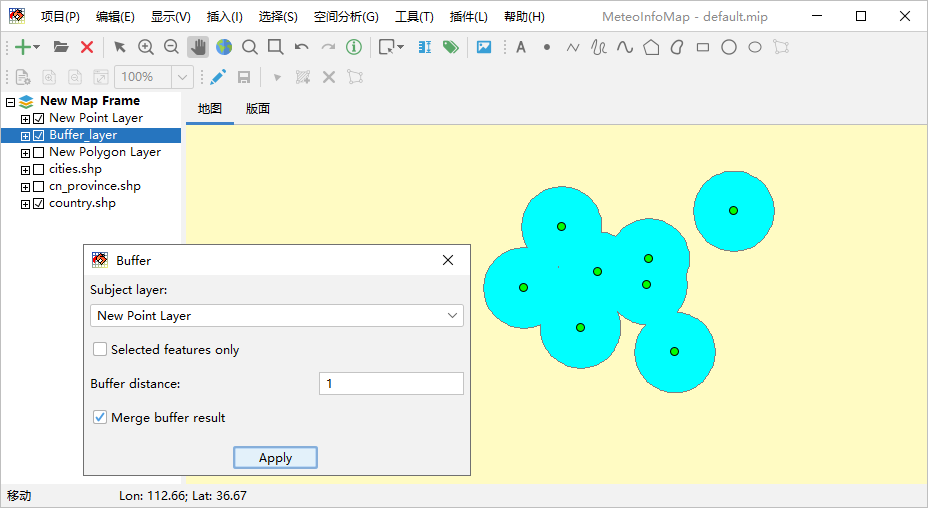 MeteoInfoMap - default.mip
项目(P) 编辑(E) 显示(V) 插入(I) 选择(S) 空间分析(G) 工具(T) 插件(L) 帮助(H)
A
100%
New Map Frame
New Point Layer
Buffer_layer
New Polygon Layer
cities.shp
cn_province.shp
country.shp
地图 版面
Buffer
Subject layer:
New Point Layer
Selected features only
Buffer distance:
1
Merge buffer result
Apply
移动 Lon: 112.66; Lat: 36.67